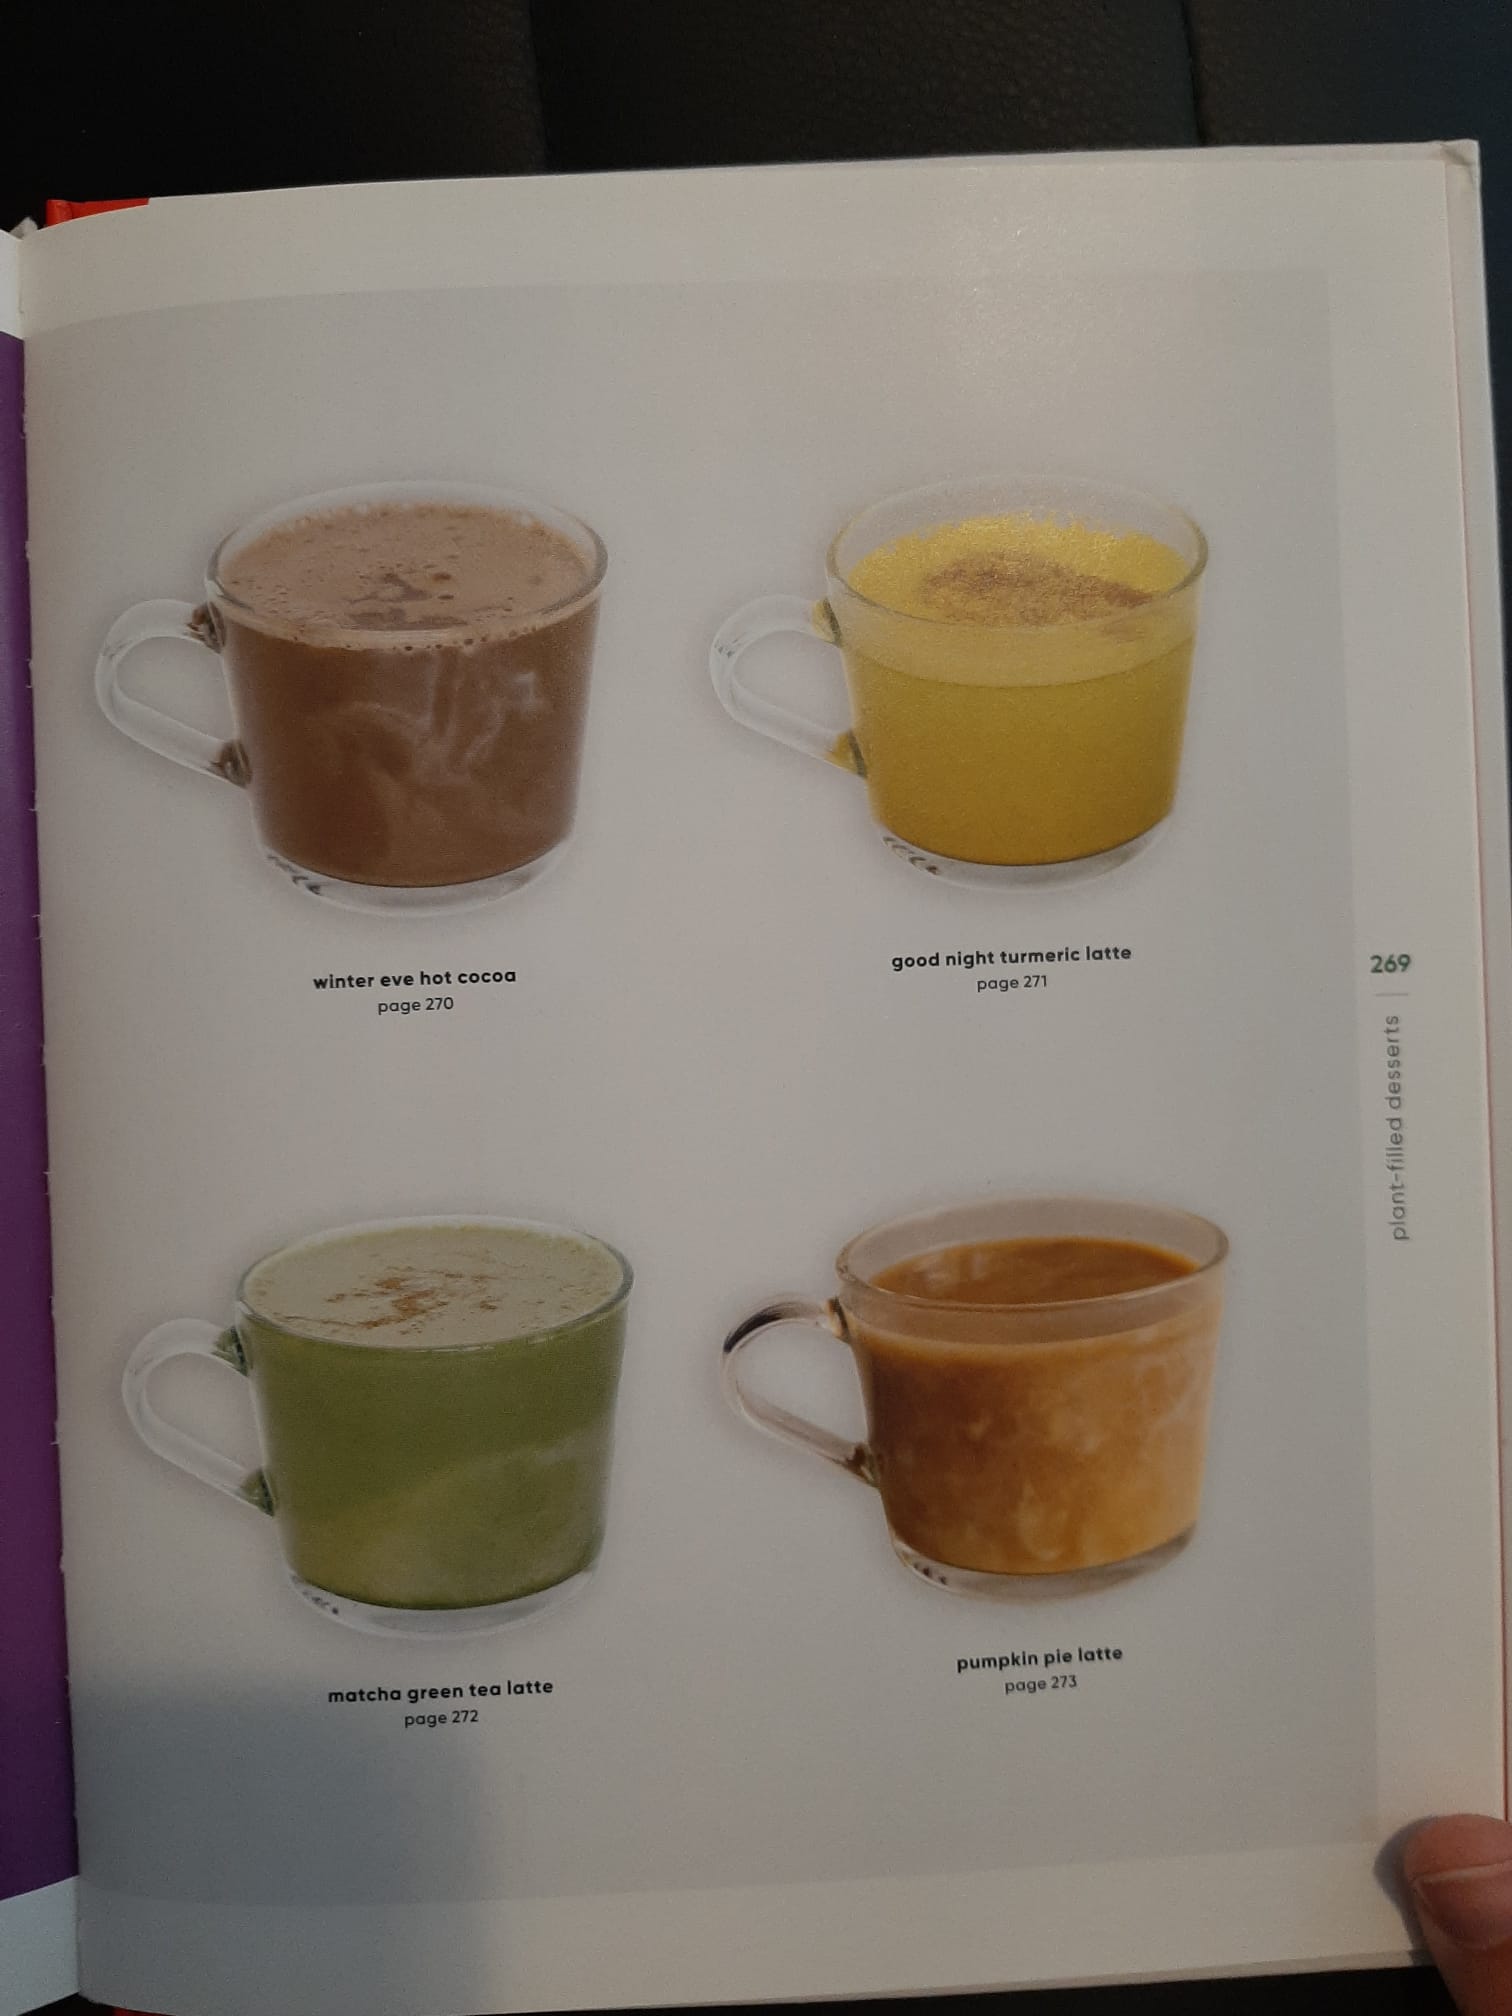 winter eve hot cocoa
page 270
good night turmeric latte
page 271
matcha green tea latte
page 272
pumpkin pie latte
page 273
269 | plant-filled desserts